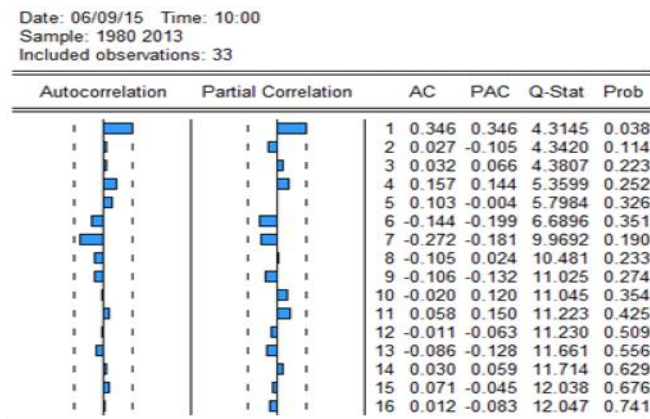 Date: 06/09/15 Time: 10:00
Sample: 1980 2013
Included observations: 33
Autocorrelation Partial Correlation AC PAC Q-Stat Prob
1 0.346 0.346 4.3145 0.038
2 0.027 -0.105 4.3420 0.114
3 0.032 0.066 4.3807 0.223
4 0.157 0.144 5.3599 0.252
5 0.103 -0.004 5.7984 0.326
6 -0.144 -0.199 6.6896 0.351
7 -0.272 -0.181 9.9692 0.190
8 -0.105 0.024 10.481 0.233
9 -0.106 -0.132 11.025 0.274
10 -0.020 0.120 11.045 0.354
11 0.058 0.150 11.223 0.425
12 -0.011 -0.063 11.230 0.509
13 -0.086 -0.128 11.661 0.556
14 0.030 0.059 11.714 0.629
15 0.071 -0.045 12.038 0.676
16 0.012 -0.083 12.047 0.741